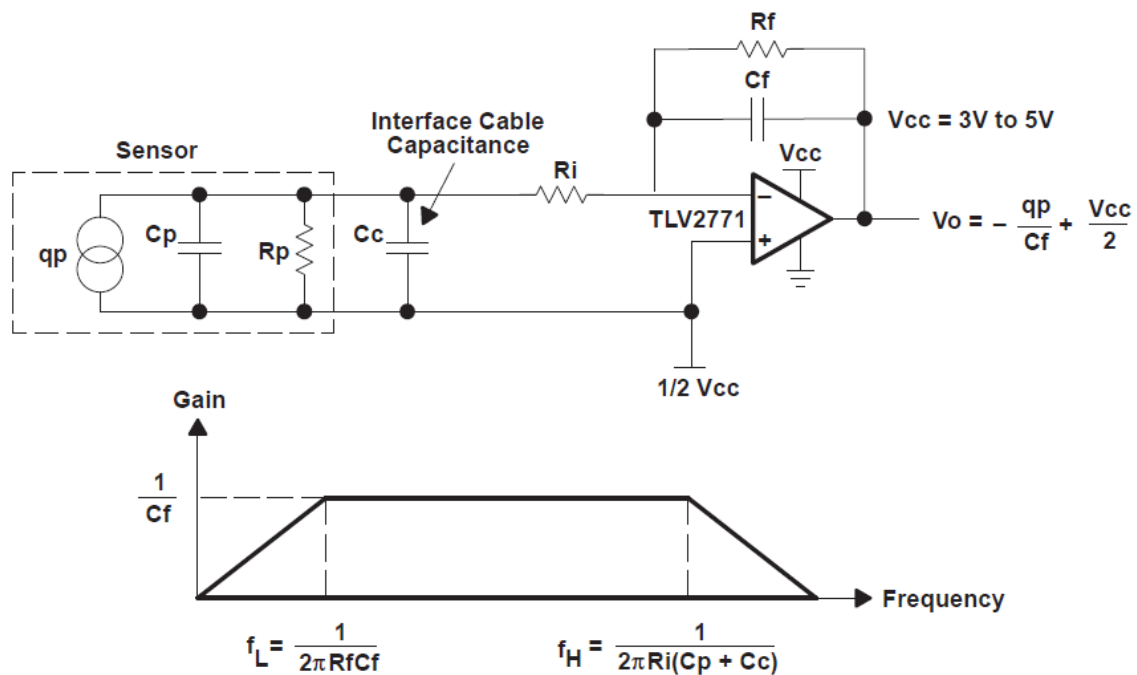 Rf
Cf
Vcc = 3V to 5V
Interface Cable
Capacitance
Sensor
Ri
Vcc
qp
Cp
Rp
Cc
TLV2771
−
+
Vo = − qp/Cf + Vcc/2
1/2 Vcc
Gain
1/Cf
Frequency
fL = 1/2πRfCf
fH = 1/2πRi(Cp + Cc)